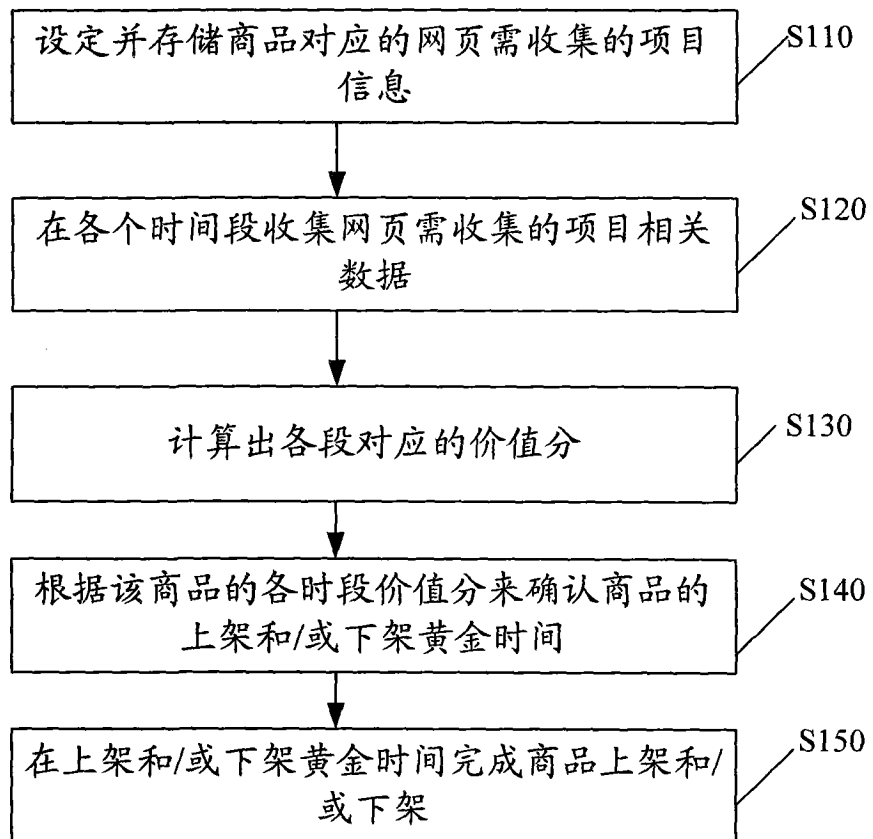 设定并存储商品对应的网页需收集的项目
信息
S110
在各个时间段收集网页需收集的项目相关
数据
S120
计算出各段对应的价值分
S130
根据该商品的各时段价值分来确认商品的
上架和/或下架黄金时间
S140
在上架和/或下架黄金时间完成商品上架和/
或下架
S150